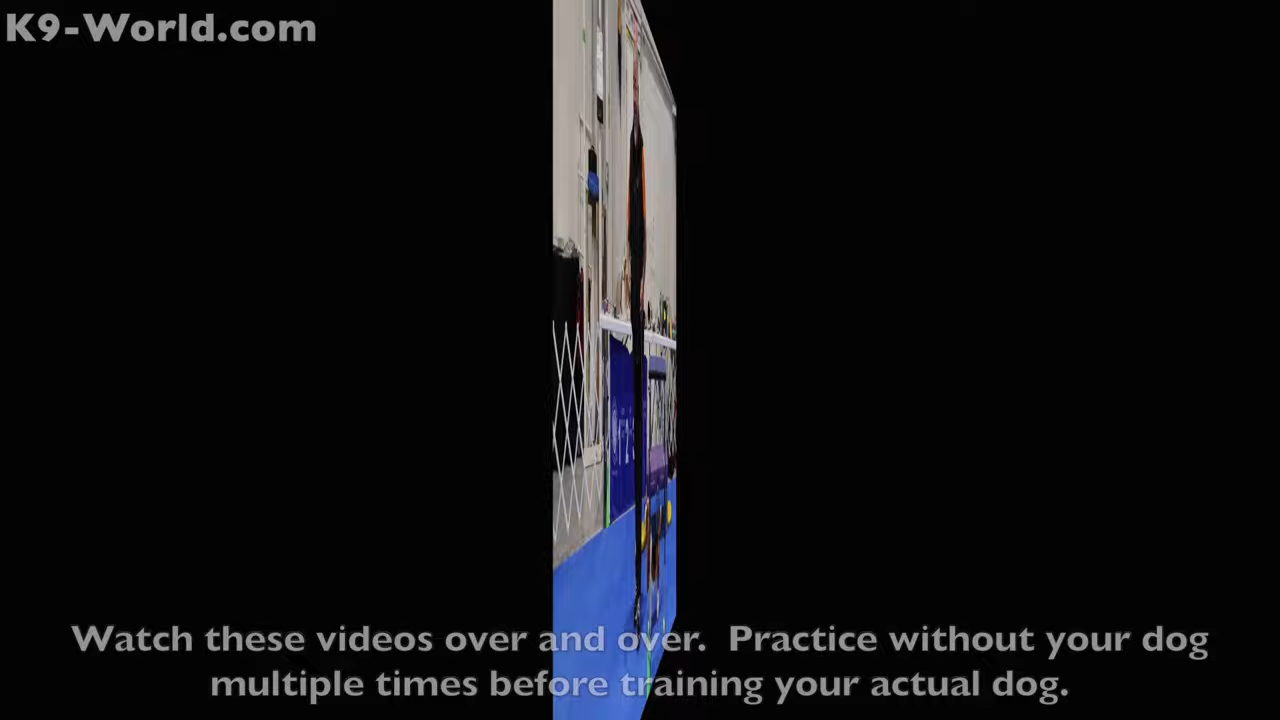 K9-World.com
Watch these videos over and over.  Practice without your dog
multiple times before training your actual dog.